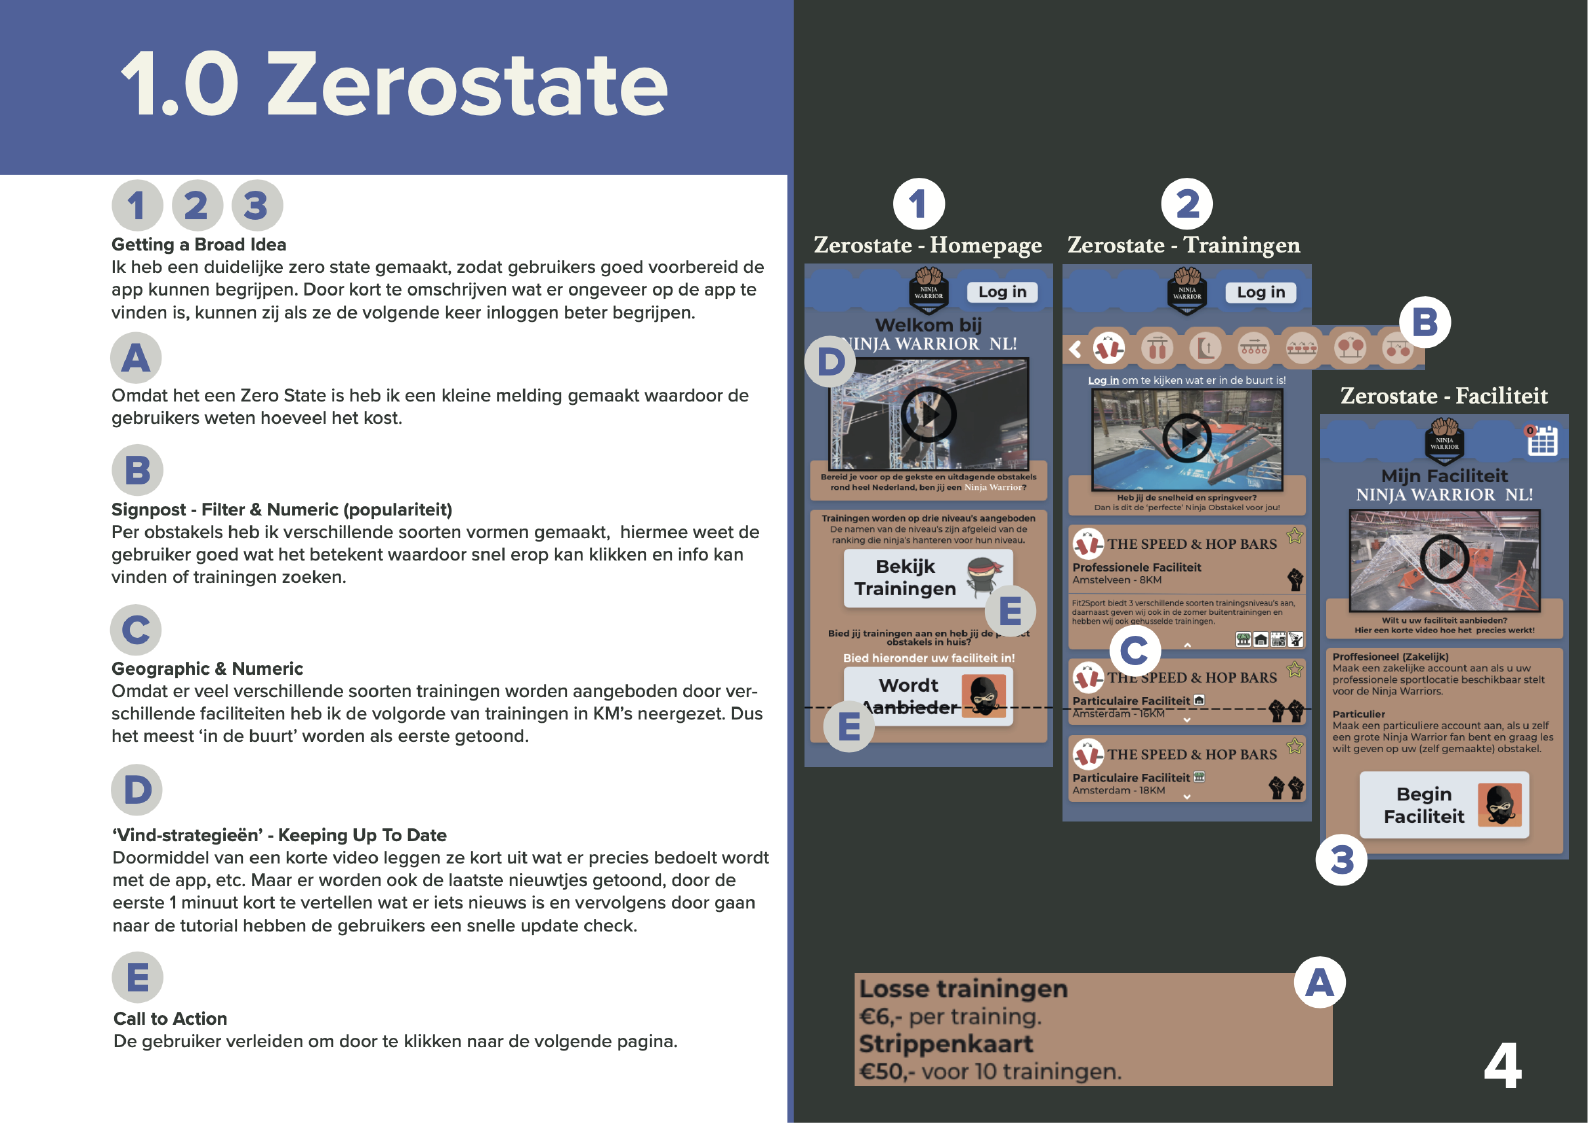 1.0 Zerostate
1 2 3
Getting a Broad Idea
Ik heb een duidelijke zero state gemaakt, zodat gebruikers goed voorbereid de
app kunnen begrijpen. Door kort te omschrijven wat er ongeveer op de app te
vinden is, kunnen zij als ze de volgende keer inloggen beter begrijpen.
A
Omdat het een Zero State is heb ik een kleine melding gemaakt waardoor de
gebruikers weten hoeveel het kost.
B
Signpost - Filter & Numeric (populariteit)
Per obstakels heb ik verschillende soorten vormen gemaakt,  hiermee weet de
gebruiker goed wat het betekent waardoor snel erop kan klikken en info kan
vinden of trainingen zoeken.
C
Geographic & Numeric
Omdat er veel verschillende soorten trainingen worden aangeboden door ver-
schillende faciliteiten heb ik de volgorde van trainingen in KM's neergezet. Dus
het meest ‘in de buurt’ worden als eerste getoond.
D
‘Vind-strategieën’ - Keeping Up To Date
Doormiddel van een korte video leggen ze kort uit wat er precies bedoelt wordt
met de app, etc. Maar er worden ook de laatste nieuwtjes getoond, door de
eerste 1 minuut kort te vertellen wat er iets nieuws is en vervolgens door gaan
naar de tutorial hebben de gebruikers een snelle update check.
E
Call to Action
De gebruiker verleiden om door te klikken naar de volgende pagina.
1
Zerostate - Homepage
NINJA
WARRIOR
Log in
Welkom bij
NINJA WARRIOR NL!
D
Bereid je voor op de gekste en uitdagende obstakels
rond heel Nederland, ben jij een Ninja Warrior?
Trainingen worden op drie niveau's aangeboden
De namen van de niveau's zijn afgeleid van de
ranking die ninja's hanteren voor hun niveau.
Bekijk
Trainingen
E
Bied jij trainingen aan en heb jij de
obstakels in huis?
Bied hieronder uw faciliteit in!
Wordt
Aanbieder
E
2
Zerostate - Trainingen
NINJA
WARRIOR
Log in
B
Log in om te kijken wat er in de buurt is!
Heb jij de snelheid en springveer?
Dan is dit de 'perfecte' Ninja Obstakel voor jou!
THE SPEED & HOP BARS
Professionele Faciliteit
Amstelveen - 8KM
Fit2Sport biedt 3 verschillende soorten trainingsniveau's aan,
daarnaast geven wij ook in de zomer buitentrainingen en
hebben wij ook gehusselde trainingen.
C
THE SPEED & HOP BARS
Particulaire Faciliteit
Amsterdam - 16KM
THE SPEED & HOP BARS
Particulaire Faciliteit
Amsterdam - 18KM
Zerostate - Faciliteit
NINJA
WARRIOR
0
Mijn Faciliteit
NINJA WARRIOR NL!
Wilt u uw faciliteit aanbieden?
Hier een korte video hoe het precies werkt!
Proffesioneel (Zakelijk)
Maak een zakelijke account aan als u uw
professionele sportlocatie beschikbaar stelt
voor de Ninja Warriors.
Particulier
Maak een particuliere account aan, als u zelf
een grote Ninja Warrior fan bent en graag les
wilt geven op uw (zelf gemaakte) obstakel.
Begin
Faciliteit
3
A
Losse trainingen
€6,- per training.
Strippenkaart
€50,- voor 10 trainingen.
4